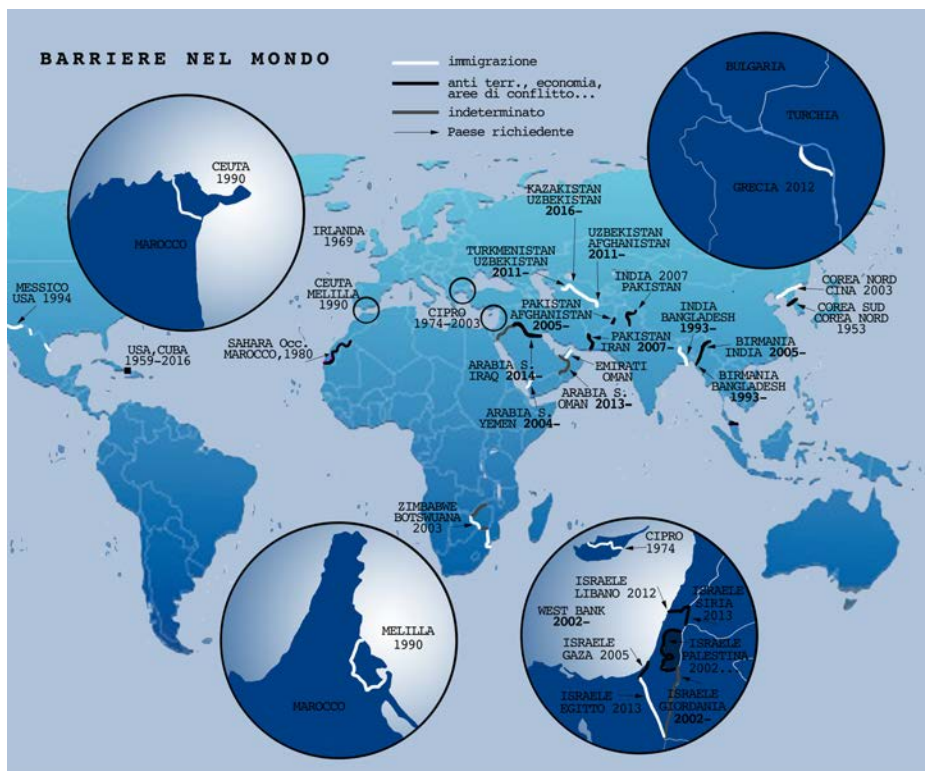 BARRIERE NEL MONDO
immigrazione
anti terr., economia,
aree di conflitto...
indeterminato
Paese richiedente
BULGARIA
TURCHIA
GRECIA 2012
CEUTA
1990
MAROCCO
KAZAKISTAN
UZBEKISTAN
2016-
IRLANDA
1969
UZBEKISTAN
AFGHANISTAN
2011-
TURKMENISTAN
UZBEKISTAN
2011-
INDIA 2007
PAKISTAN
MESSICO
USA 1994
CEUTA
MELILLA
1990
CIPRO
1974-2003
PAKISTAN
AFGHANISTAN
2005-
INDIA
BANGLADESH
1993-
COREA NORD
CINA 2003
COREA SUD
COREA NORD
1953
USA,CUBA
1959-2016
SAHARA Occ.
MAROCCO,1980
PAKISTAN
IRAN 2007-
BIRMANIA
INDIA 2005-
ARABIA S.
IRAQ 2014-
EMIRATI
OMAN
BIRMANIA
BANGLADESH
1993-
ARABIA S.
OMAN 2013-
ARABIA S.
YEMEN 2004-
ZIMBABWE
BOTSWUANA
2003
MELILLA
1990
MAROCCO
CIPRO
1974
ISRAELE
LIBANO 2012
ISRAELE
SIRIA
2013
WEST BANK
2002-
ISRAELE
GAZA 2005
ISRAELE
PALESTINA
2002...
ISRAELE
EGITTO 2013
ISRAELE
GIORDANIA
2002-